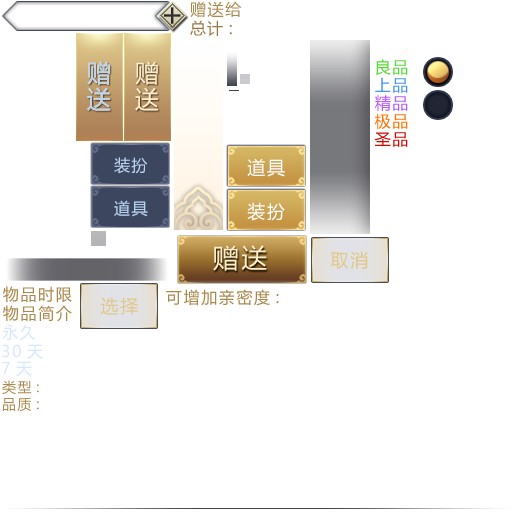 赠送给
总计：
赠送
赠送
良品
上品
精品
极品
圣品
装扮
道具
道具
装扮
赠送
取消
物品时限
物品简介
选择
可增加亲密度：
永久
30 天
7 天
类型：
品质：